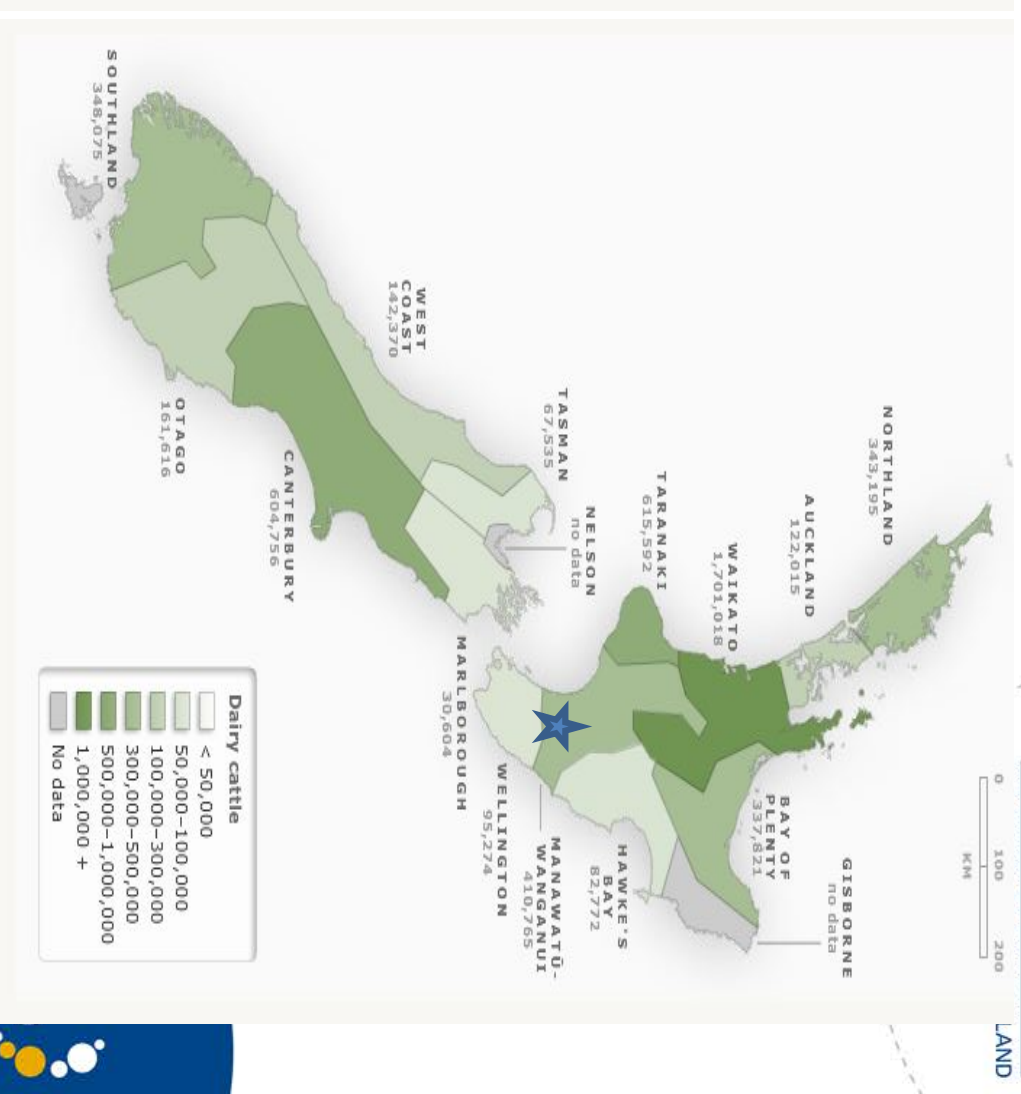 NORTHLAND
343,195
AUCKLAND
122,015
WAIKATO
1,701,018
BAY OF
PLENTY
337,821
GISBORNE
no data
TARANAKI
615,592
HAWKE'S
BAY
82,772
MANAWATŪ-
WANGANUI
410,765
WELLINGTON
95,274
NELSON
no data
TASMAN
67,535
MARLBOROUGH
30,604
WEST
COAST
142,370
CANTERBURY
604,756
OTAGO
161,616
SOUTHLAND
348,075
0 100 200
KM
Dairy cattle
< 50,000
50,000–100,000
100,000–300,000
300,000–500,000
500,000–1,000,000
1,000,000 +
No data
LAND